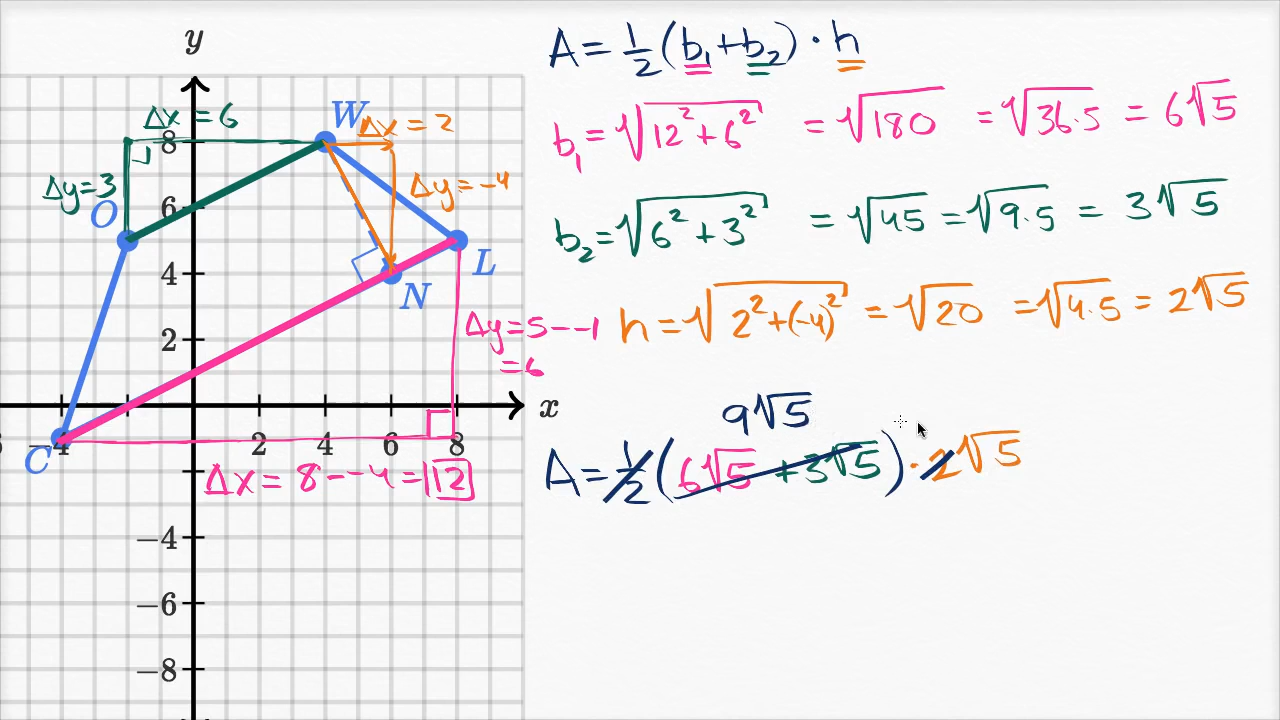 y
A = 1/2 (b₁ + b₂) · h
Δx = 6
W
Δx = 2
b₁ = √(12² + 6²) = √180 = √(36·5) = 6√5
8
Δy=3
Δy=-4
O
6
b₂ = √(6² + 3²) = √45 = √(9·5) = 3√5
L
4
N
h = √(2² + (-4)²) = √20 = √(4·5) = 2√5
2
Δy=5--1
=6
x
9√5
C
4 2 4 6 8
A = 1/2 (6√5 + 3√5) · 2√5
Δx = 8--4 = 12
−4
−6
−8